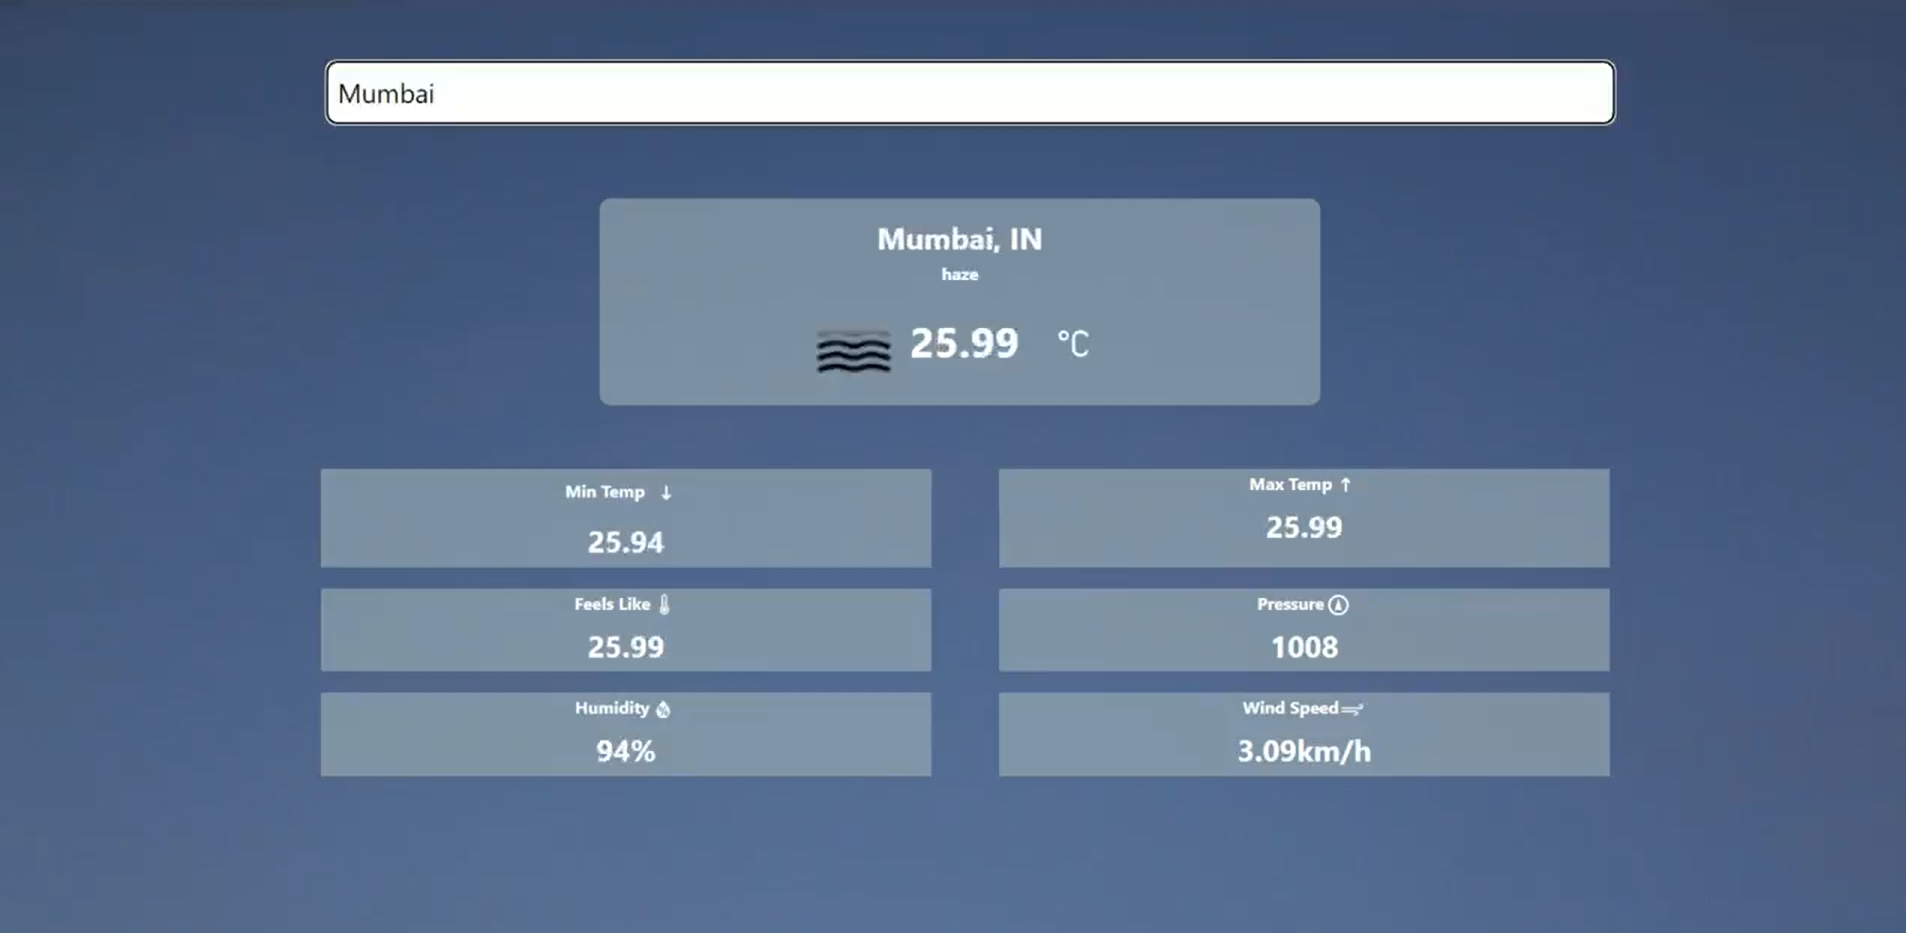 Mumbai
Mumbai, IN
haze
25.99 °C
Min Temp ↓
25.94
Max Temp ↑
25.99
Feels Like
25.99
Pressure
1008
Humidity
94%
Wind Speed
3.09km/h